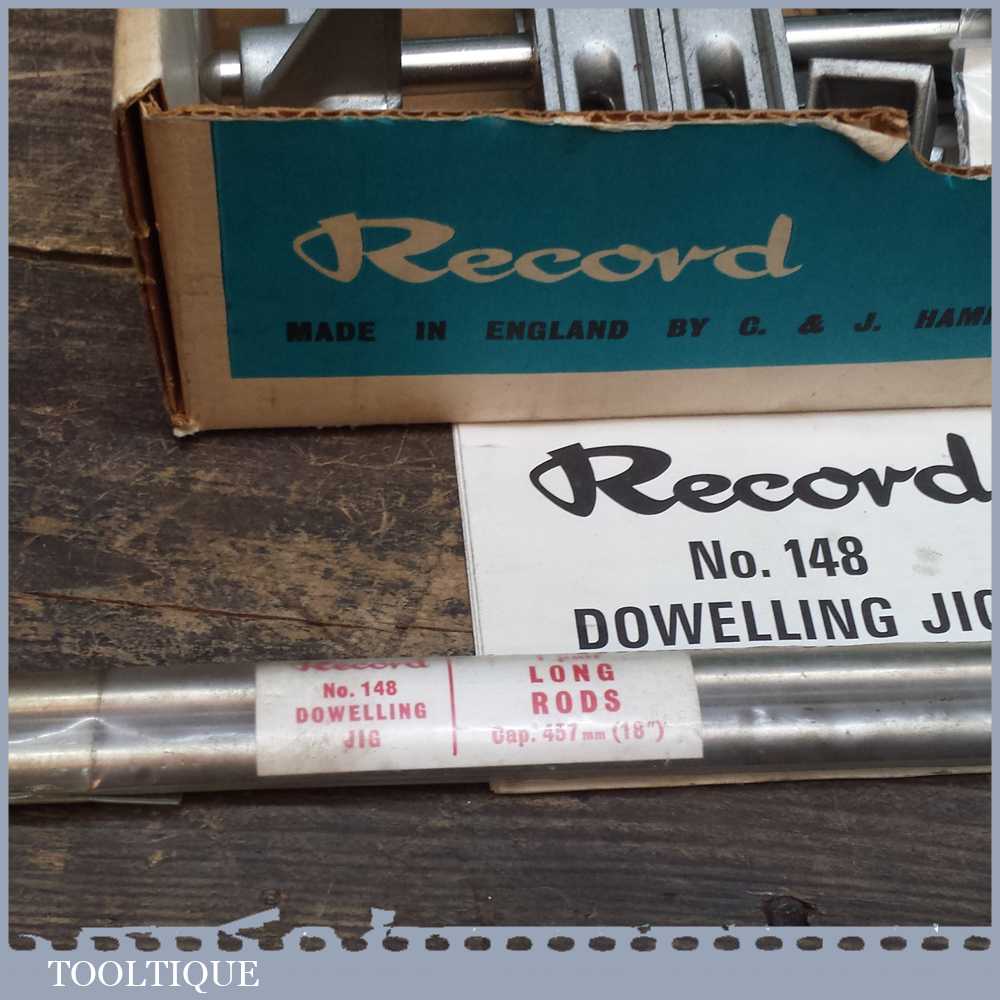 Record
MADE IN ENGLAND BY C. & J.
Record
No. 148
DOWELLING JIG
Record
No. 148
DOWELLING
JIG
LONG
RODS
Cap. 457 mm (18")
TOOLTIQUE